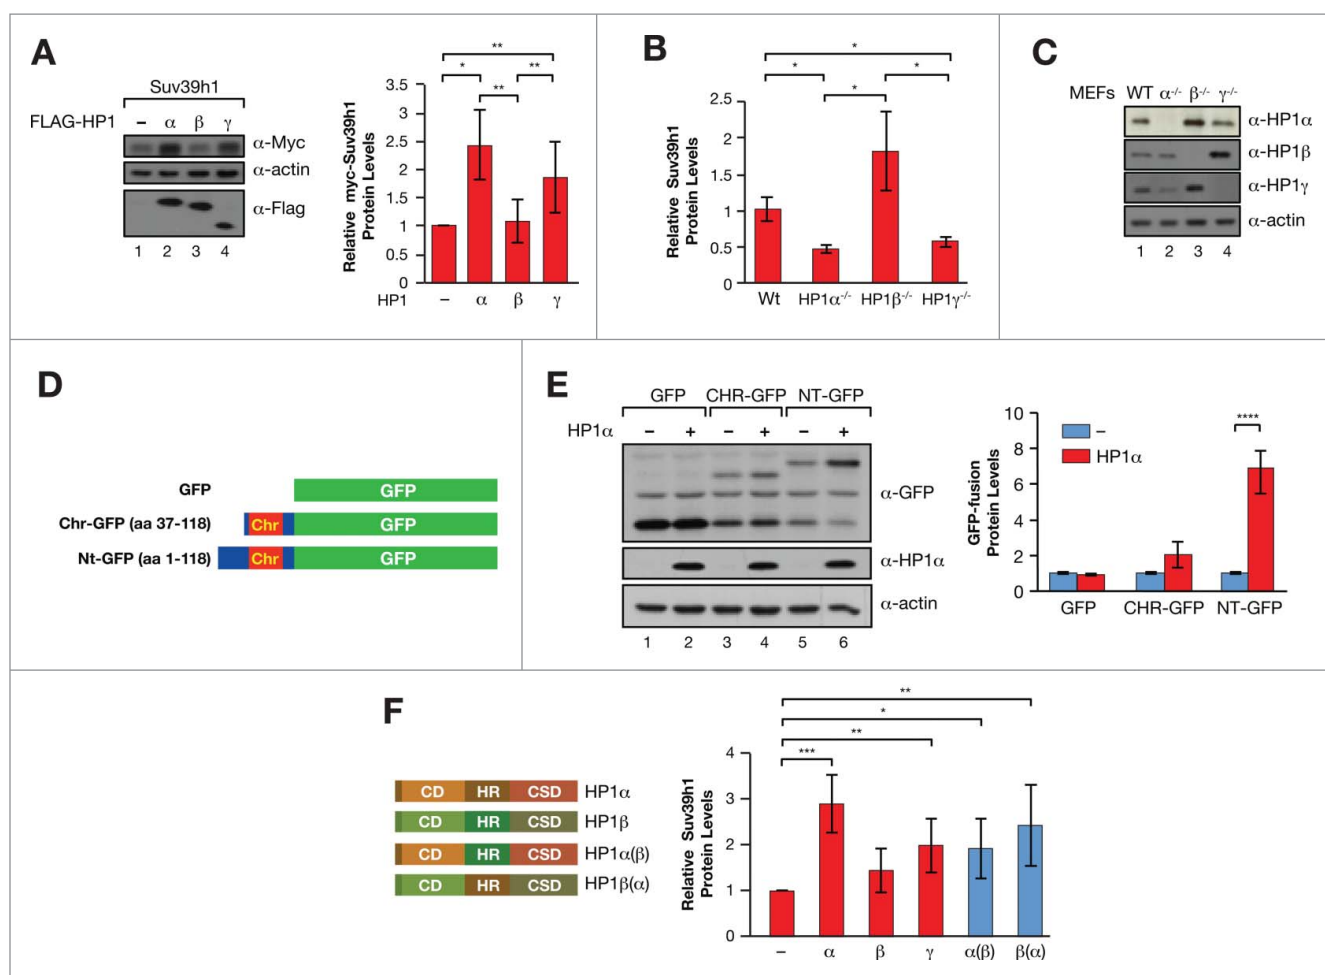 A
Suv39h1
FLAG-HP1 – α β γ
α-Myc
α-actin
α-Flag
1 2 3 4
Relative myc-Suv39h1
Protein Levels
3.5
3
2.5
2
1.5
1
0.5
0
**
*
**
**
HP1 – α β γ
B
Relative Suv39h1
Protein Levels
2.5
2
1.5
1
0.5
0
*
*
*
*
Wt HP1α-/- HP1β-/- HP1γ-/-
C
MEFs WT α-/- β-/- γ-/-
α-HP1α
α-HP1β
α-HP1γ
α-actin
1 2 3 4
D
GFP GFP
Chr-GFP (aa 37-118) Chr GFP
Nt-GFP (aa 1-118) Chr GFP
E
GFP CHR-GFP NT-GFP
HP1α – + – + – +
α-GFP
α-HP1α
α-actin
1 2 3 4 5 6
GFP-fusion
Protein Levels
10
8
6
4
2
0
–
HP1α
****
GFP CHR-GFP NT-GFP
F
CD HR CSD HP1α
CD HR CSD HP1β
CD HR CSD HP1α(β)
CD HR CSD HP1β(α)
Relative Suv39h1
Protein Levels
4
3
2
1
0
**
*
**
***
– α β γ α(β) β(α)